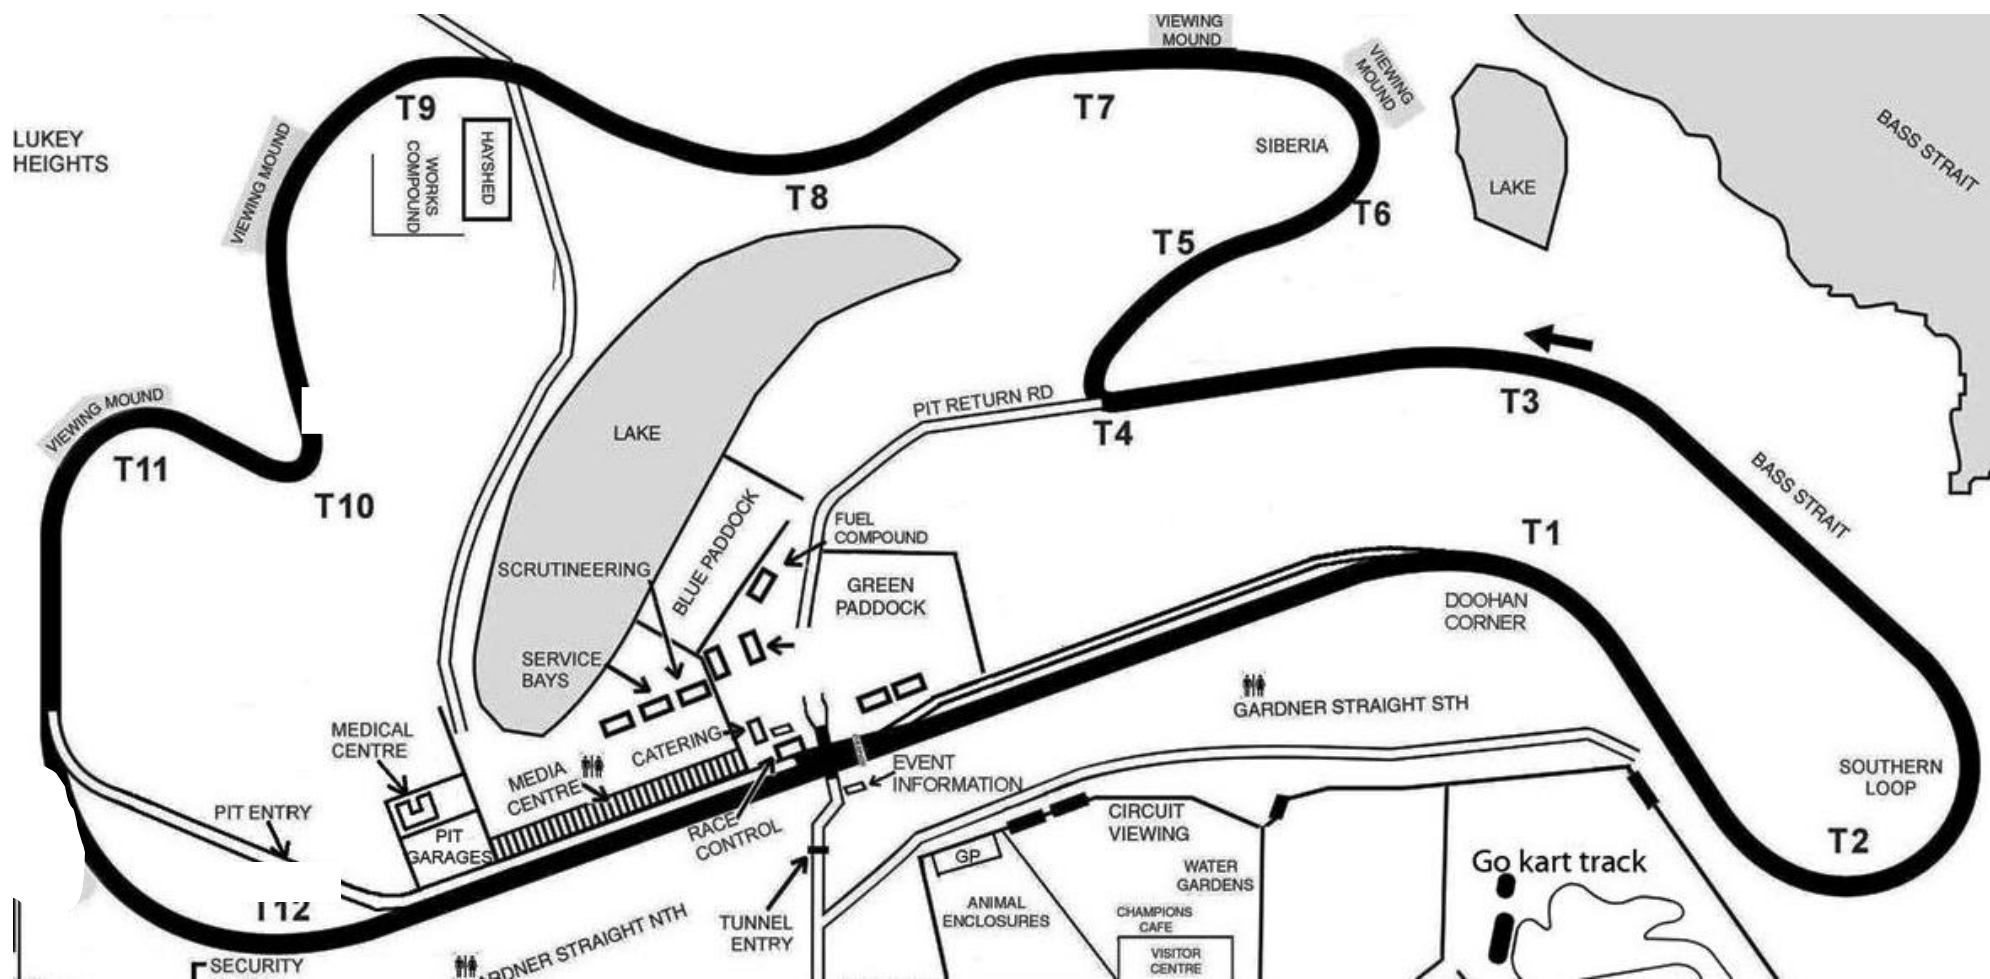 VIEWING
MOUND
VIEWING
MOUND
T9
T7
BASS STRAIT
LUKEY
HEIGHTS
VIEWING MOUND
WORKS
COMPOUND
HAYSHED
SIBERIA
LAKE
T8
T6
T5
PIT RETURN RD
T3
VIEWING MOUND
T4
LAKE
T11
BASS STRAIT
T10
BLUE PADDOCK
FUEL
COMPOUND
T1
SCRUTINEERING
GREEN
PADDOCK
DOOHAN
CORNER
SERVICE
BAYS
GARDNER STRAIGHT STH
MEDICAL
CENTRE
CATERING
MEDIA
CENTRE
EVENT
INFORMATION
SOUTHERN
LOOP
PIT ENTRY
RACE
CONTROL
CIRCUIT
VIEWING
T2
PIT
GARAGES
GP
WATER
GARDENS
Go kart track
T12
ANIMAL
ENCLOSURES
CHAMPIONS
CAFE
TUNNEL
ENTRY
ARDNER STRAIGHT NTH
VISITOR
CENTRE
SECURITY